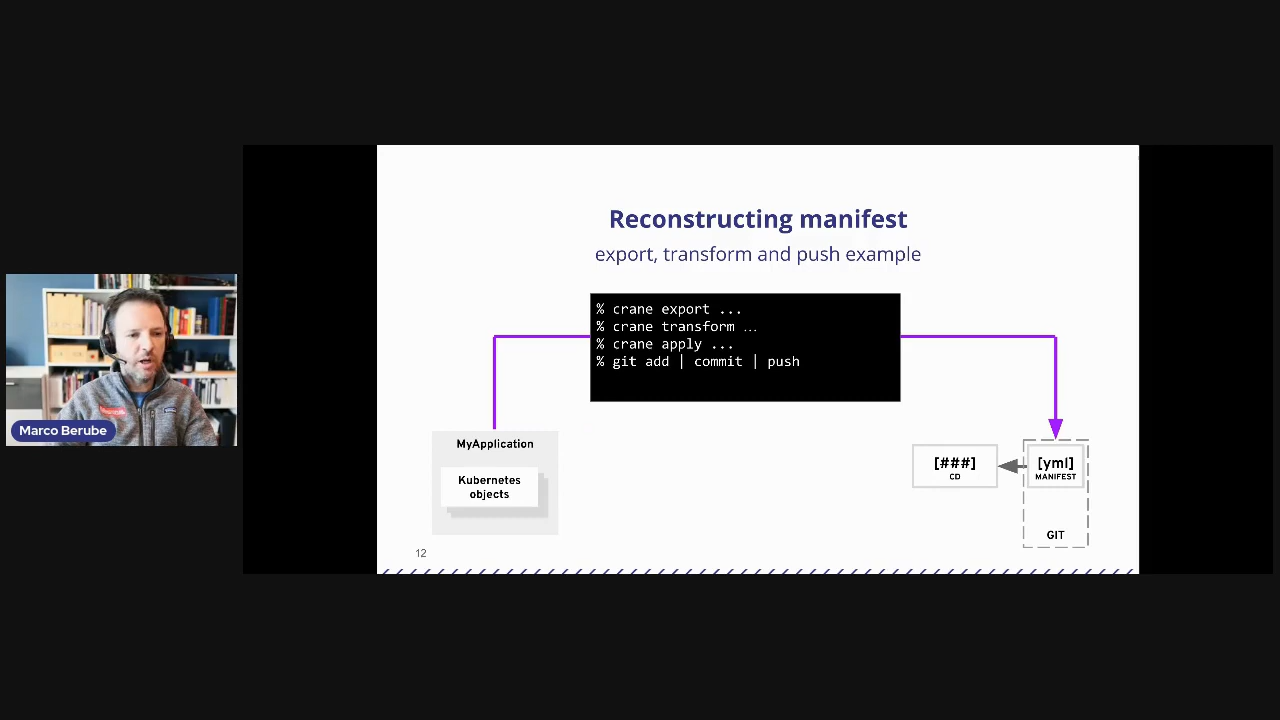 Reconstructing manifest
export, transform and push example
% crane export ...
% crane transform ...
% crane apply ...
% git add | commit | push
MyApplication
Kubernetes
objects
[###]
CD
[yml]
MANIFEST
GIT
12
Marco Berube